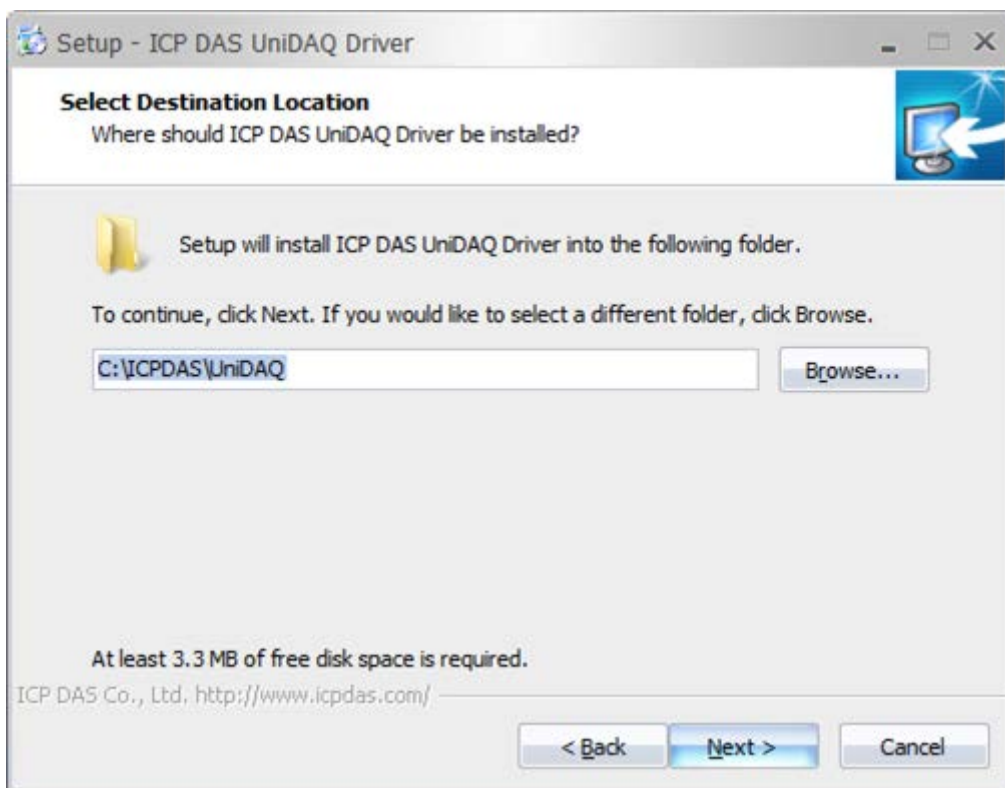 Setup - ICP DAS UniDAQ Driver
Select Destination Location
Where should ICP DAS UniDAQ Driver be installed?
Setup will install ICP DAS UniDAQ Driver into the following folder.
To continue, click Next. If you would like to select a different folder, click Browse.
C:\ICPDAS\UniDAQ
Browse...
At least 3.3 MB of free disk space is required.
ICP DAS Co., Ltd. http://www.icpdas.com/
< Back
Next >
Cancel